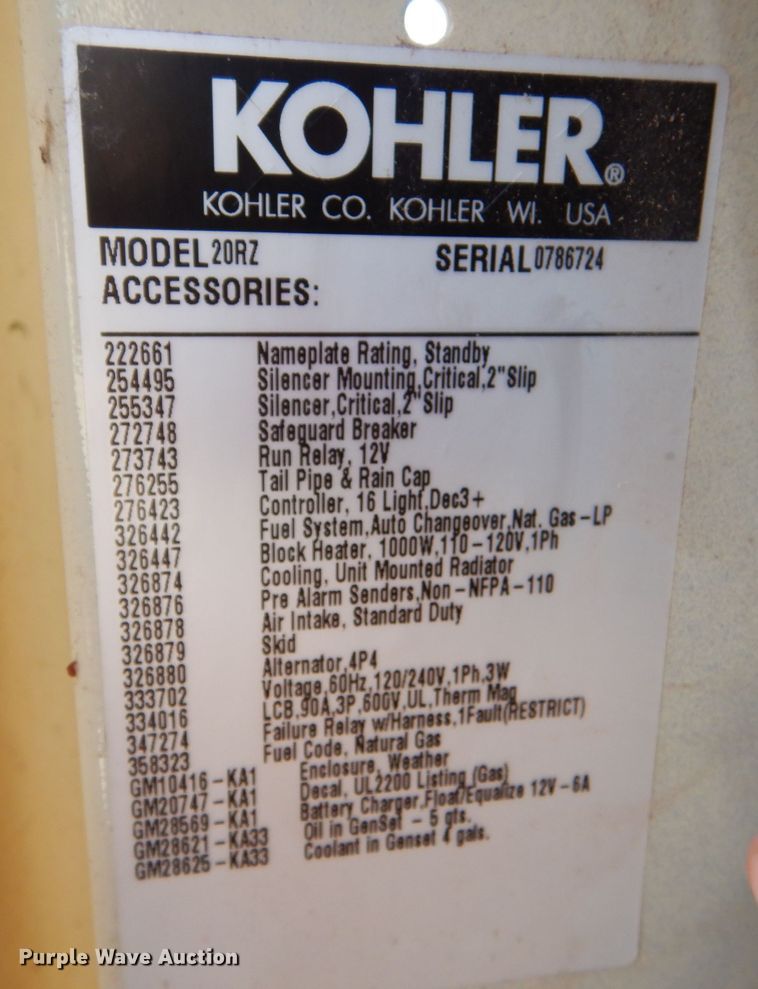 KOHLER®
KOHLER CO. KOHLER WI. USA
MODEL 20RZ SERIAL 0786724
ACCESSORIES:
222661 Nameplate Rating, Standby
254495 Silencer Mounting,Critical,2"Slip
255347 Silencer,Critical,2"Slip
272748 Safeguard Breaker
273743 Run Relay, 12V
276255 Tail Pipe & Rain Cap
276423 Controller, 16 Light,Dec3+
326442 Fuel System,Auto Changeover,Nat. Gas-LP
326447 Block Heater, 1000W,110-120V,1Ph
326874 Cooling, Unit Mounted Radiator
326876 Pre Alarm Senders,Non-NFPA-110
326878 Air Intake, Standard Duty
326879 Skid
326880 Alternator,4P4
333702 Voltage,60Hz,120/240V,1Ph,3W
334016 LCB,90A,3P,600V,UL,Therm Mag
347274 Failure Relay w/Harness,1Fault(RESTRICT)
358323 Fuel Code, Natural Gas
GM10416-KA1 Enclosure, Weather
GM20747-KA1 Decal, UL2200 Listing (Gas)
GM28569-KA1 Battery Charger,Float/Equalize 12V-6A
GM28621-KA33 Oil in GenSet - 5 qts.
GM28625-KA33 Coolant in Genset 4 gals.
Purple Wave Auction